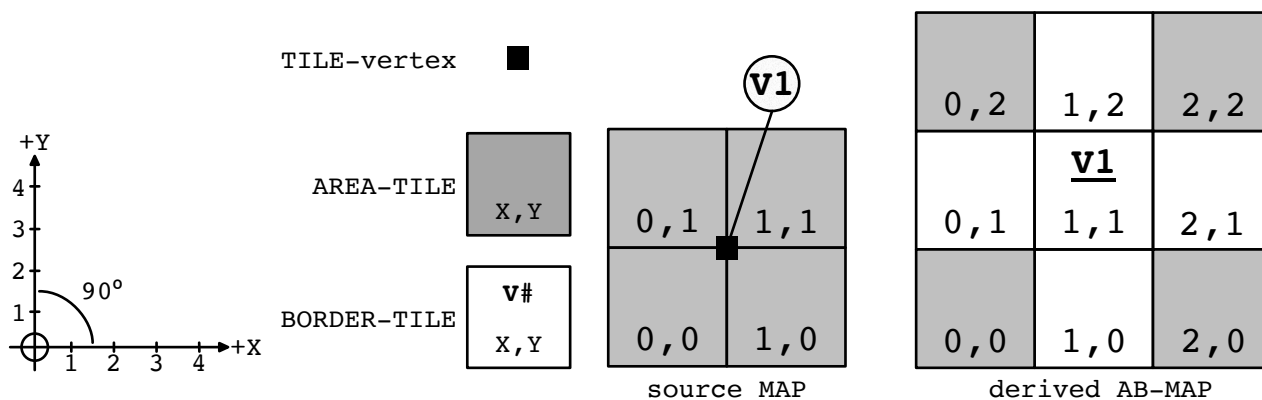 TILE-vertex
V1
+Y
4
3
2
1
90°
1 2 3 4 +X
AREA-TILE
X,Y
BORDER-TILE
V#
X,Y
0,1 1,1
0,0 1,0
source MAP
0,2 1,2 2,2
V1
0,1 1,1 2,1
0,0 1,0 2,0
derived AB-MAP